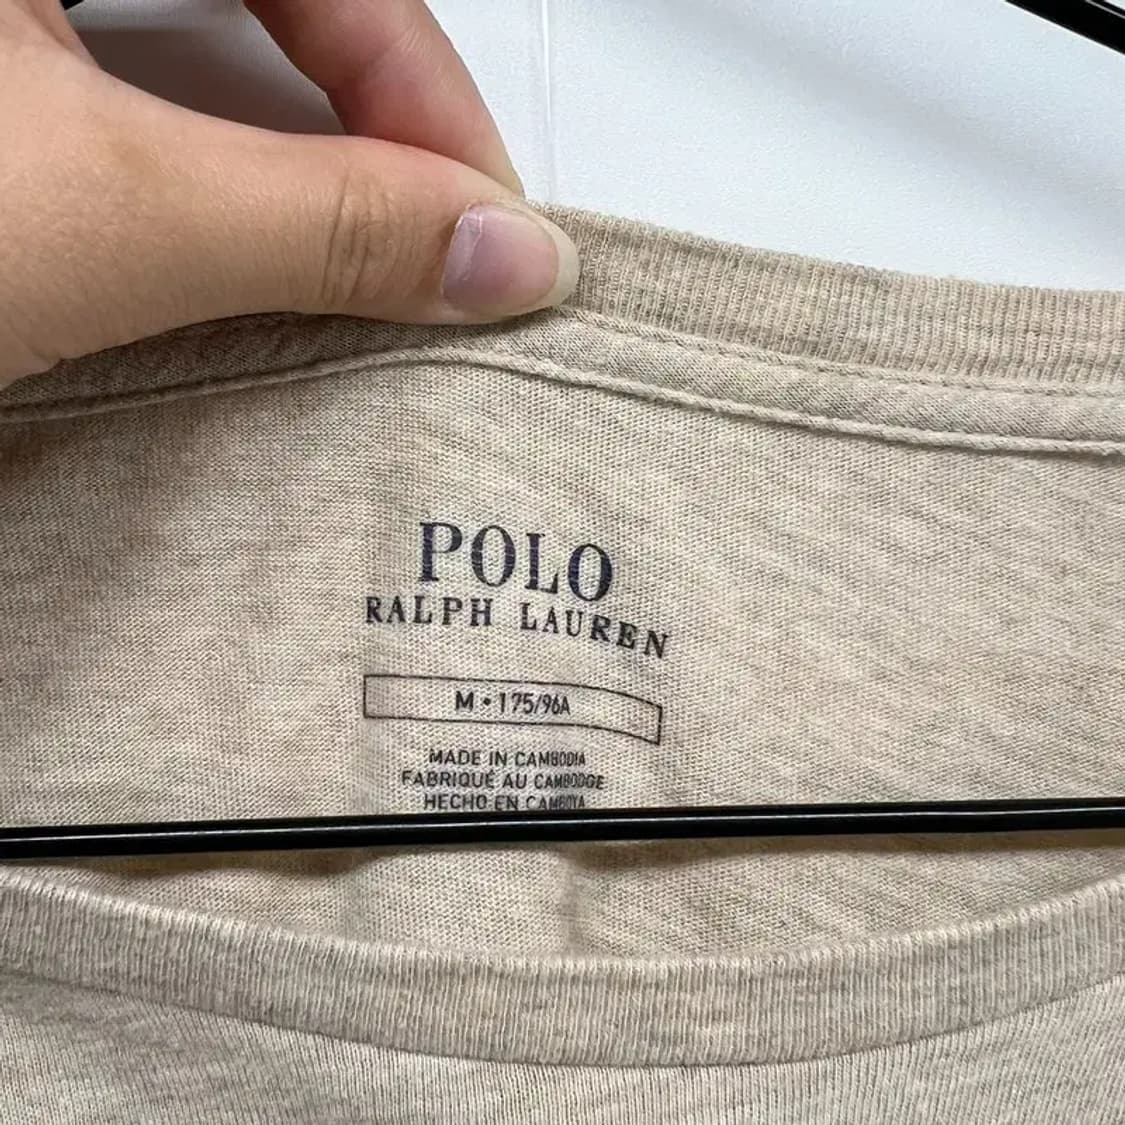 POLO
RALPH LAUREN
M • 175/96A
MADE IN CAMBODIA
FABRIQUÉ AU CAMBODGE
HECHO EN CAMBOYA